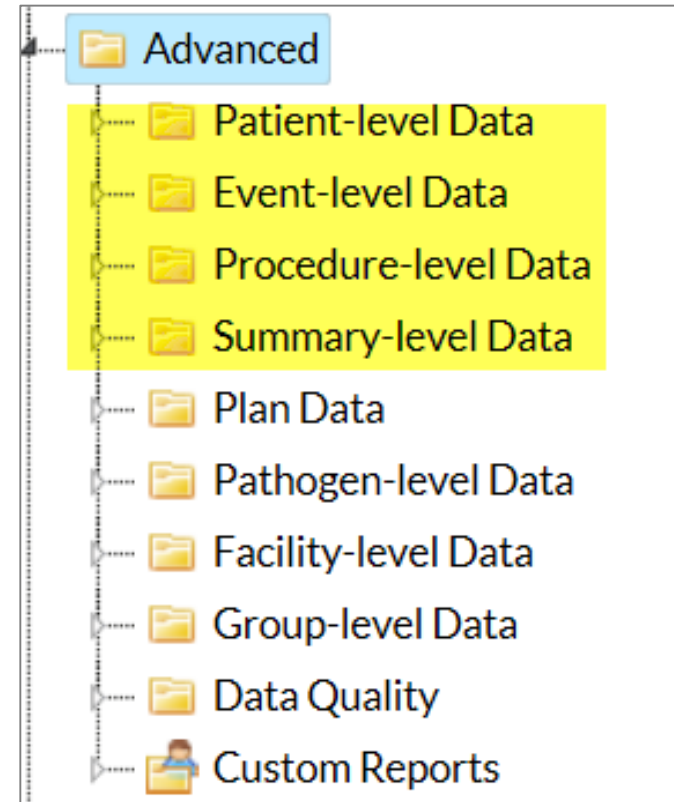 Advanced
Patient-level Data
Event-level Data
Procedure-level Data
Summary-level Data
Plan Data
Pathogen-level Data
Facility-level Data
Group-level Data
Data Quality
Custom Reports